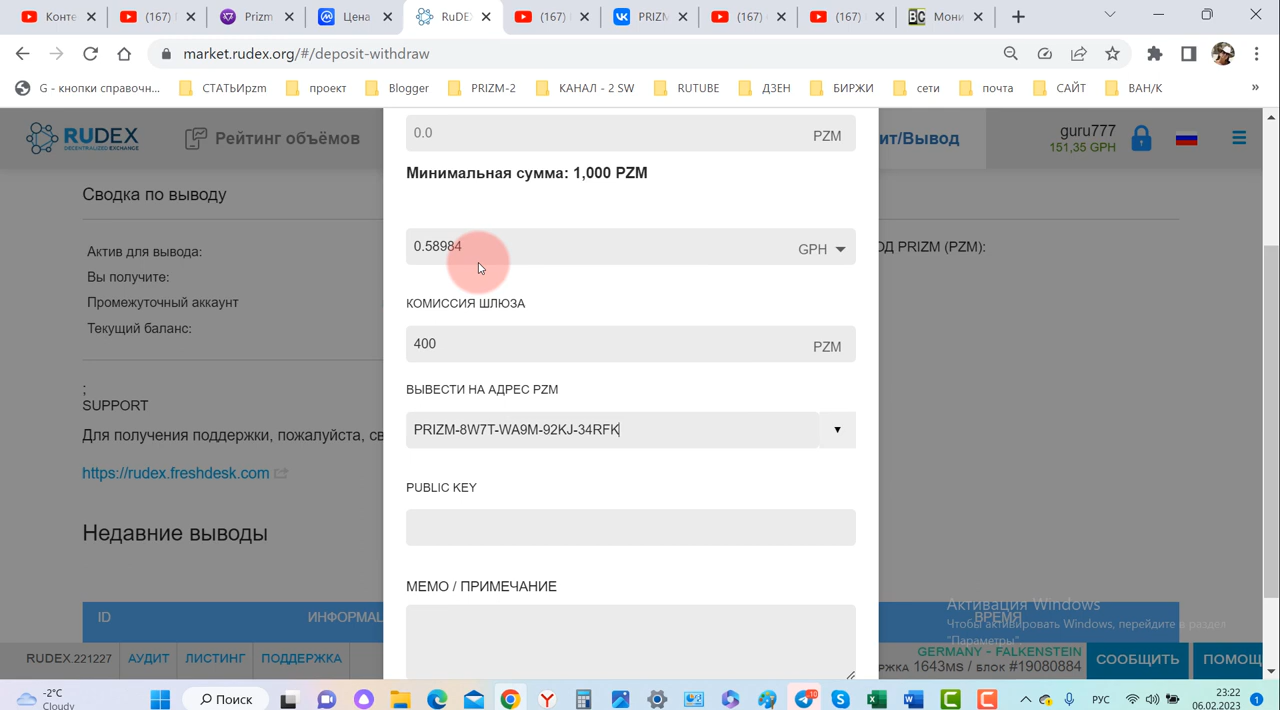 Конте
(167)
Prizm
Цена
RuDEX
(167)
PRIZM
(167)
(167)
BC
Мони
market.rudex.org/#/deposit-withdraw
G - кнопки справочн...
СТАТЬИpzm
проект
Blogger
PRIZM-2
КАНАЛ - 2 SW
RUTUBE
ДЗЕН
БИРЖИ
сети
почта
САЙТ
ВАН/К
»
RUDEX
DECENTRALIZED EXCHANGE
Рейтинг объёмов
ит/Вывод
guru777
151,35 GPH
0.0
PZM
Минимальная сумма: 1,000 PZM
Сводка по выводу
Актив для вывода:
Вы получите:
Промежуточный аккаунт
Текущий баланс:
ОД PRIZM (PZM):
0.58984
GPH
КОМИССИЯ ШЛЮЗА
400
PZM
ВЫВЕСТИ НА АДРЕС PZM
PRIZM-8W7T-WA9M-92KJ-34RFK
PUBLIC KEY
МЕМО / ПРИМЕЧАНИЕ
;
SUPPORT
Для получения поддержки, пожалуйста, св
https://rudex.freshdesk.com
Недавние выводы
ID
ИНФОРМАЦ
ВРЕМЯ
Активация Windows
Чтобы активировать Windows, перейдите в раздел
"Параметры".
RUDEX.221227
АУДИТ
ЛИСТИНГ
ПОДДЕРЖКА
GERMANY - FALKENSTEIN
РЖКА 1643MS / БЛОК #19080884
СООБЩИТЬ
ПОМОЩ
-2°C
Cloudy
Поиск
10
РУС
23:22
06.02.2023
1